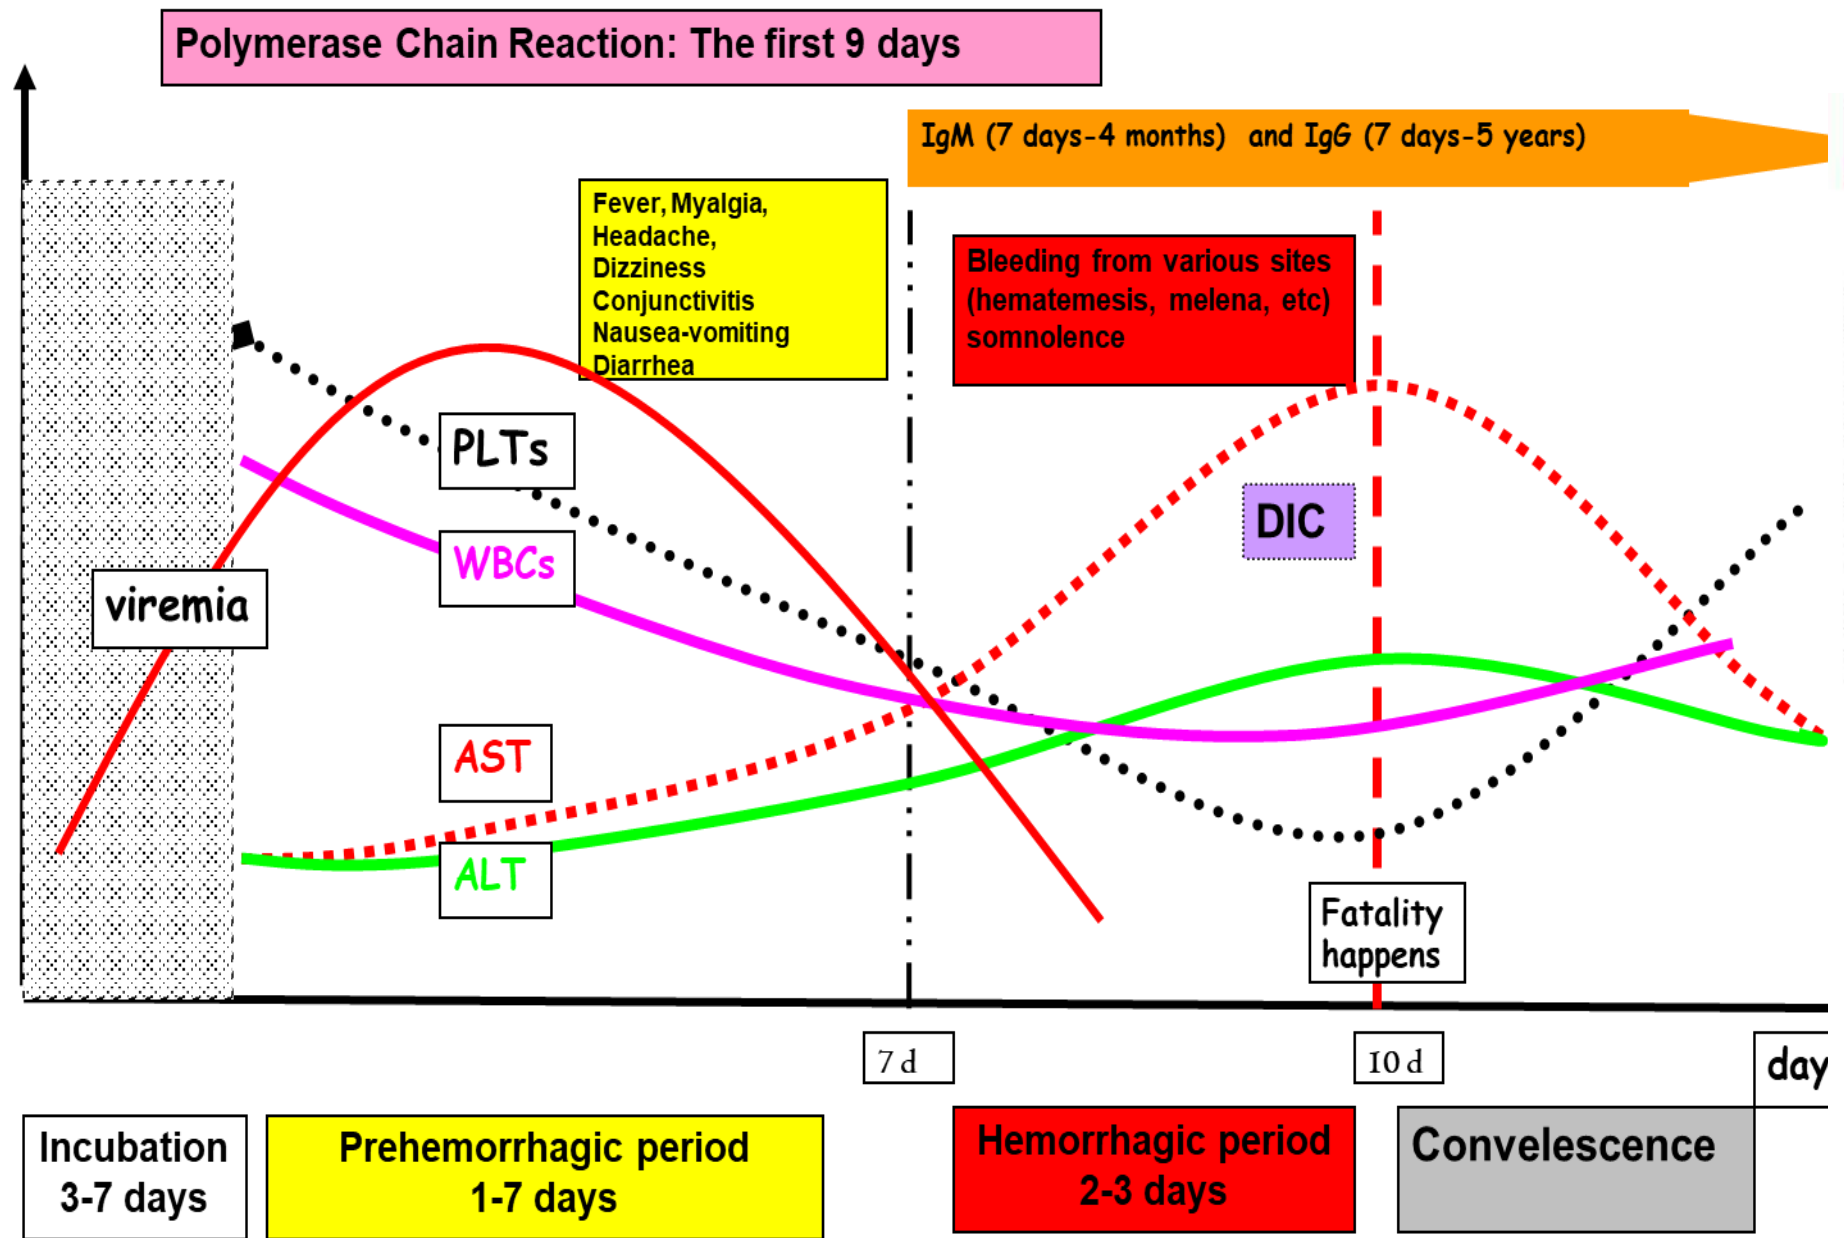 Polymerase Chain Reaction: The first 9 days
IgM (7 days-4 months) and IgG (7 days-5 years)
Fever, Myalgia,
Headache,
Dizziness
Conjunctivitis
Nausea-vomiting
Diarrhea
Bleeding from various sites
(hematemesis, melena, etc)
somnolence
PLTs
DIC
WBCs
viremia
AST
ALT
Fatality
happens
7 d
10 d
day
Incubation
3-7 days
Prehemorrhagic period
1-7 days
Hemorrhagic period
2-3 days
Convelescence